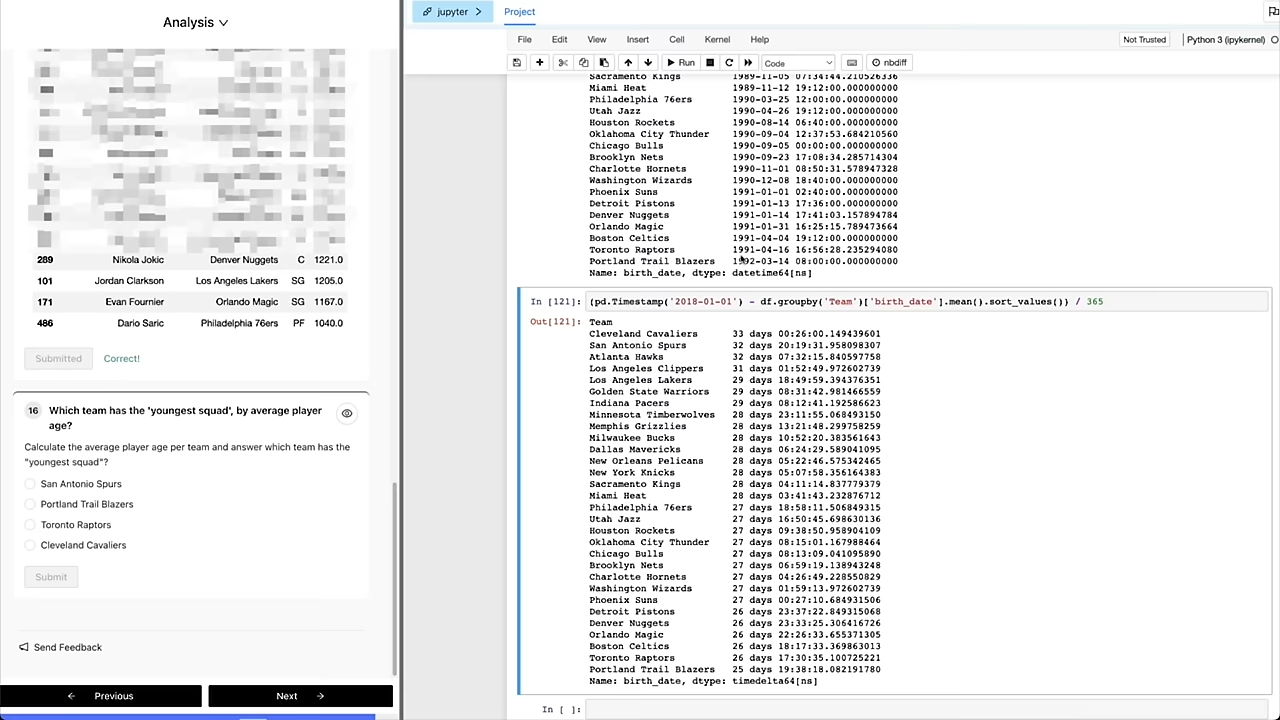 Analysis
289 Nikola Jokic Denver Nuggets C 1221.0
101 Jordan Clarkson Los Angeles Lakers SG 1205.0
171 Evan Fournier Orlando Magic SG 1167.0
486 Dario Saric Philadelphia 76ers PF 1040.0
Submitted Correct!
16 Which team has the 'youngest squad', by average player
age?
Calculate the average player age per team and answer which team has the
"youngest squad"?
San Antonio Spurs
Portland Trail Blazers
Toronto Raptors
Cleveland Cavaliers
Submit
Send Feedback
← Previous
Next →
jupyter Project
File Edit View Insert Cell Kernel Help
Not Trusted Python 3 (ipykernel)
Run Code nbdiff
Sacramento Kings 1989-11-05 07:34:44.210526336
Miami Heat 1989-11-12 19:12:00.000000000
Philadelphia 76ers 1990-03-25 12:00:00.000000000
Utah Jazz 1990-04-26 19:12:00.000000000
Houston Rockets 1990-08-14 06:40:00.000000000
Oklahoma City Thunder 1990-09-04 12:37:53.684210560
Chicago Bulls 1990-09-05 00:00:00.000000000
Brooklyn Nets 1990-09-23 17:08:34.285714304
Charlotte Hornets 1990-11-01 08:50:31.578947328
Washington Wizards 1990-12-08 18:40:00.000000000
Phoenix Suns 1991-01-01 02:40:00.000000000
Detroit Pistons 1991-01-13 17:36:00.000000000
Denver Nuggets 1991-01-14 17:41:03.157894784
Orlando Magic 1991-01-31 16:25:15.789473664
Boston Celtics 1991-04-04 19:12:00.000000000
Toronto Raptors 1991-04-16 16:56:28.235294080
Portland Trail Blazers 1992-03-14 08:00:00.000000000
Name: birth_date, dtype: datetime64[ns]
In [121]: (pd.Timestamp('2018-01-01') - df.groupby('Team')['birth_date'].mean().sort_values()) / 365
Out[121]: Team
Cleveland Cavaliers 33 days 00:26:00.149439601
San Antonio Spurs 32 days 20:19:31.958098307
Atlanta Hawks 32 days 07:32:15.840597758
Los Angeles Clippers 31 days 01:52:49.972602739
Los Angeles Lakers 29 days 18:49:59.394376351
Golden State Warriors 29 days 08:31:42.981466559
Indiana Pacers 29 days 08:12:41.192586623
Minnesota Timberwolves 28 days 23:11:55.068493150
Memphis Grizzlies 28 days 13:21:48.299758259
Milwaukee Bucks 28 days 10:52:20.383561643
Dallas Mavericks 28 days 06:24:29.589041095
New Orleans Pelicans 28 days 05:22:46.575342465
New York Knicks 28 days 05:07:58.356164383
Sacramento Kings 28 days 04:11:14.837779379
Miami Heat 28 days 03:41:43.232876712
Philadelphia 76ers 27 days 18:58:11.506849315
Utah Jazz 27 days 16:50:45.698630136
Houston Rockets 27 days 09:38:50.958904109
Oklahoma City Thunder 27 days 08:15:01.167988464
Chicago Bulls 27 days 08:13:09.041095890
Brooklyn Nets 27 days 06:59:19.138943248
Charlotte Hornets 27 days 04:26:49.228550829
Washington Wizards 27 days 01:59:13.972602739
Phoenix Suns 27 days 00:27:10.684931506
Detroit Pistons 26 days 23:37:22.849315068
Denver Nuggets 26 days 23:33:25.306416726
Orlando Magic 26 days 22:26:33.655371305
Boston Celtics 26 days 18:17:33.369863013
Toronto Raptors 26 days 17:30:35.100725221
Portland Trail Blazers 25 days 19:38:18.082191780
Name: birth_date, dtype: timedelta64[ns]
In [ ]: